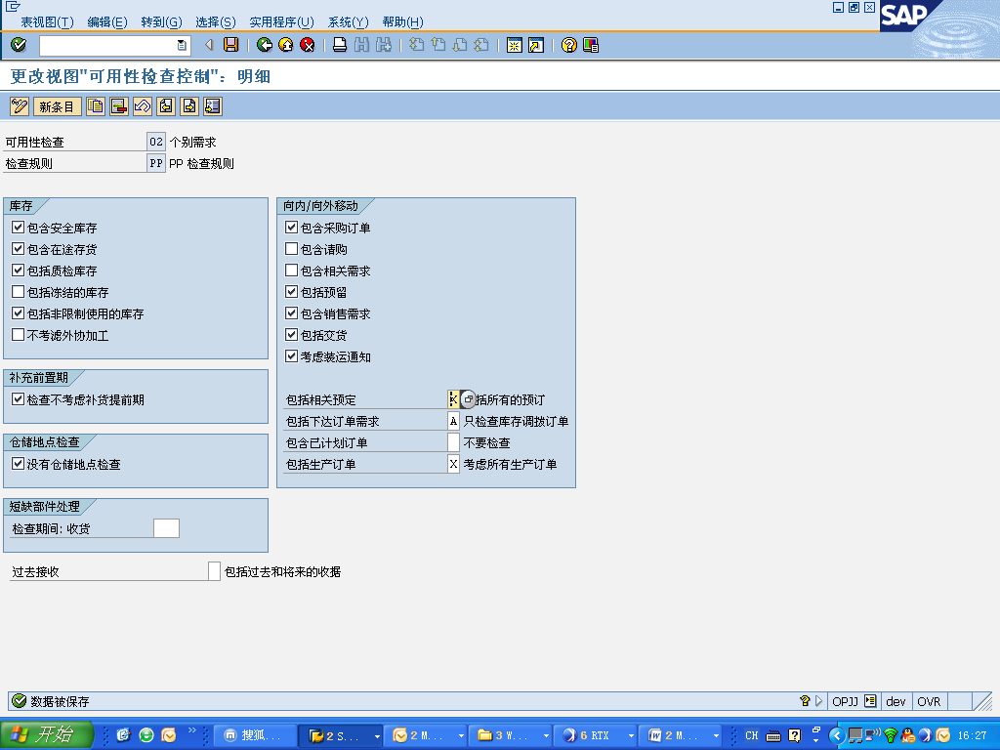 表视图(T) 编辑(E) 转到(G) 选择(S) 实用程序(U) 系统(Y) 帮助(H)
SAP
更改视图"可用性检查控制": 明细
新条目
可用性检查 02 个别需求
检查规则 PP PP 检查规则
库存
包含安全库存
包含在途存货
包括质检库存
包括冻结的库存
包括非限制使用的库存
不考滤外协加工
补充前置期
检查不考虑补货提前期
仓储地点检查
没有仓储地点检查
短缺部件处理
检查期间: 收货
向内/向外移动
包含采购订单
包含请购
包含相关需求
包括预留
包含销售需求
包括交货
考虑装运通知
包括相关预定 K 括所有的预订
包括下达订单需求 A 只检查库存调拨订单
包含已计划订单 不要检查
包括生产订单 X 考虑所有生产订单
过去接收 包括过去和将来的收据
数据被保存 OPJJ dev OVR
开始 搜狐... 2 S... 2 M... 3 W... 6 RTX 2 M... CH 16:27